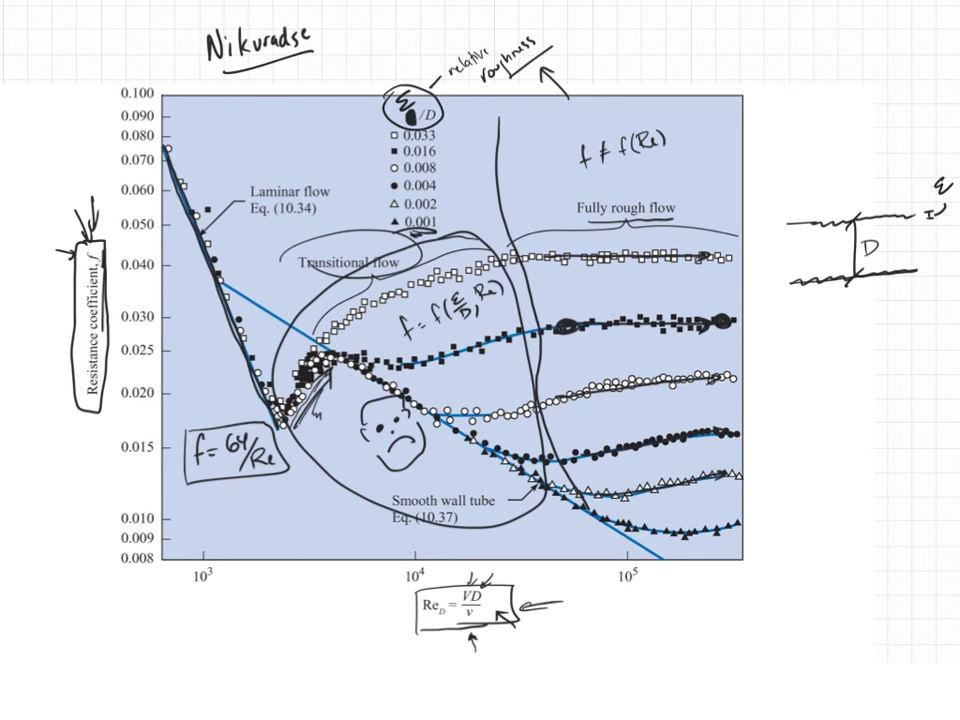 Nikuradse
relative
roughness
ε
/D
0.033
0.016
0.008
0.004
0.002
0.001
0.100
0.090
0.080
0.070
0.060
0.050
0.040
0.030
0.025
0.020
0.015
0.010
0.009
0.008
Resistance coefficient, f
Laminar flow
Eq. (10.34)
Transitional flow
Fully rough flow
f ≠ f(Re)
f = f(ε/D, Re)
f = 64/Re
Smooth wall tube
Eq. (10.37)
ε
D
10³
10⁴
10⁵
Re_D = VD/ν